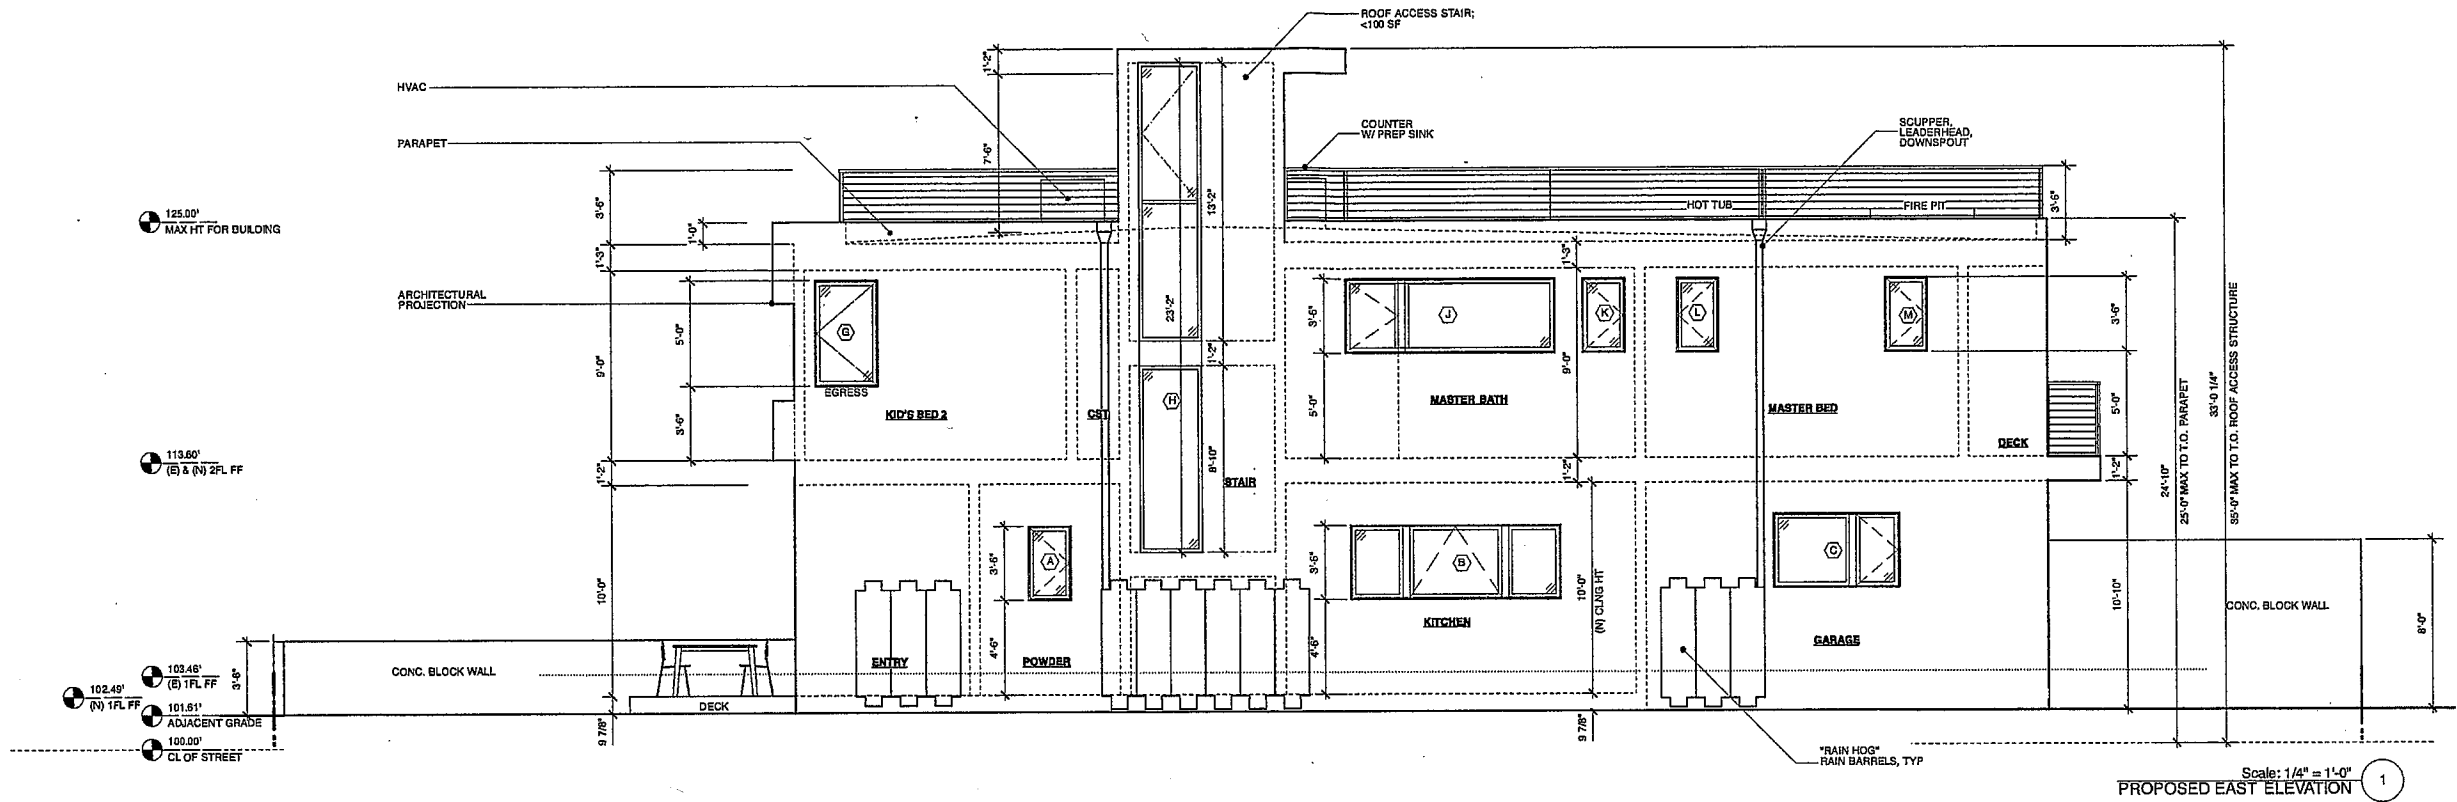 ROOF ACCESS STAIR;
<100 SF
1'-2"
HVAC
COUNTER
W/ PREP SINK
SCUPPER,
LEADERHEAD,
DOWNSPOUT
PARAPET
7'-6"
13'-2"
3'-6"
HOT TUB
FIRE PIT
3'-6"
125.00'
MAX HT FOR BUILDING
1'-0"
1'-3"
1'-3"
ARCHITECTURAL
PROJECTION
5'-0"
G
23'-2"
3'-6"
J
K
L
M
3'-6"
EGRESS
9'-0"
1'-2"
9'-0"
25'-0" MAX TO T.O. PARAPET
33'-0 1/4"
35'-0" MAX TO T.O. ROOF ACCESS STRUCTURE
KID'S BED 2
CST
H
MASTER BATH
MASTER BED
3'-6"
5'-0"
5'-0"
DECK
113.60'
(E) & (N) 2FL FF
1'-2"
8'-10"
STAIR
1'-2"
1'-2"
24'-10"
3'-6"
A
3'-6"
B
C
10'-0"
10'-0"
(N) CLNG HT
10'-10"
CONC. BLOCK WALL
8'-0"
KITCHEN
GARAGE
4'-6"
4'-6"
ENTRY
POWDER
3'-6"
CONC. BLOCK WALL
103.46'
(E) 1FL FF
102.49'
(N) 1FL FF
DECK
101.61'
ADJACENT GRADE
9 7/8"
9 7/8"
100.00'
CL OF STREET
"RAIN HOG"
RAIN BARRELS, TYP
Scale: 1/4" = 1'-0"
PROPOSED EAST ELEVATION
1